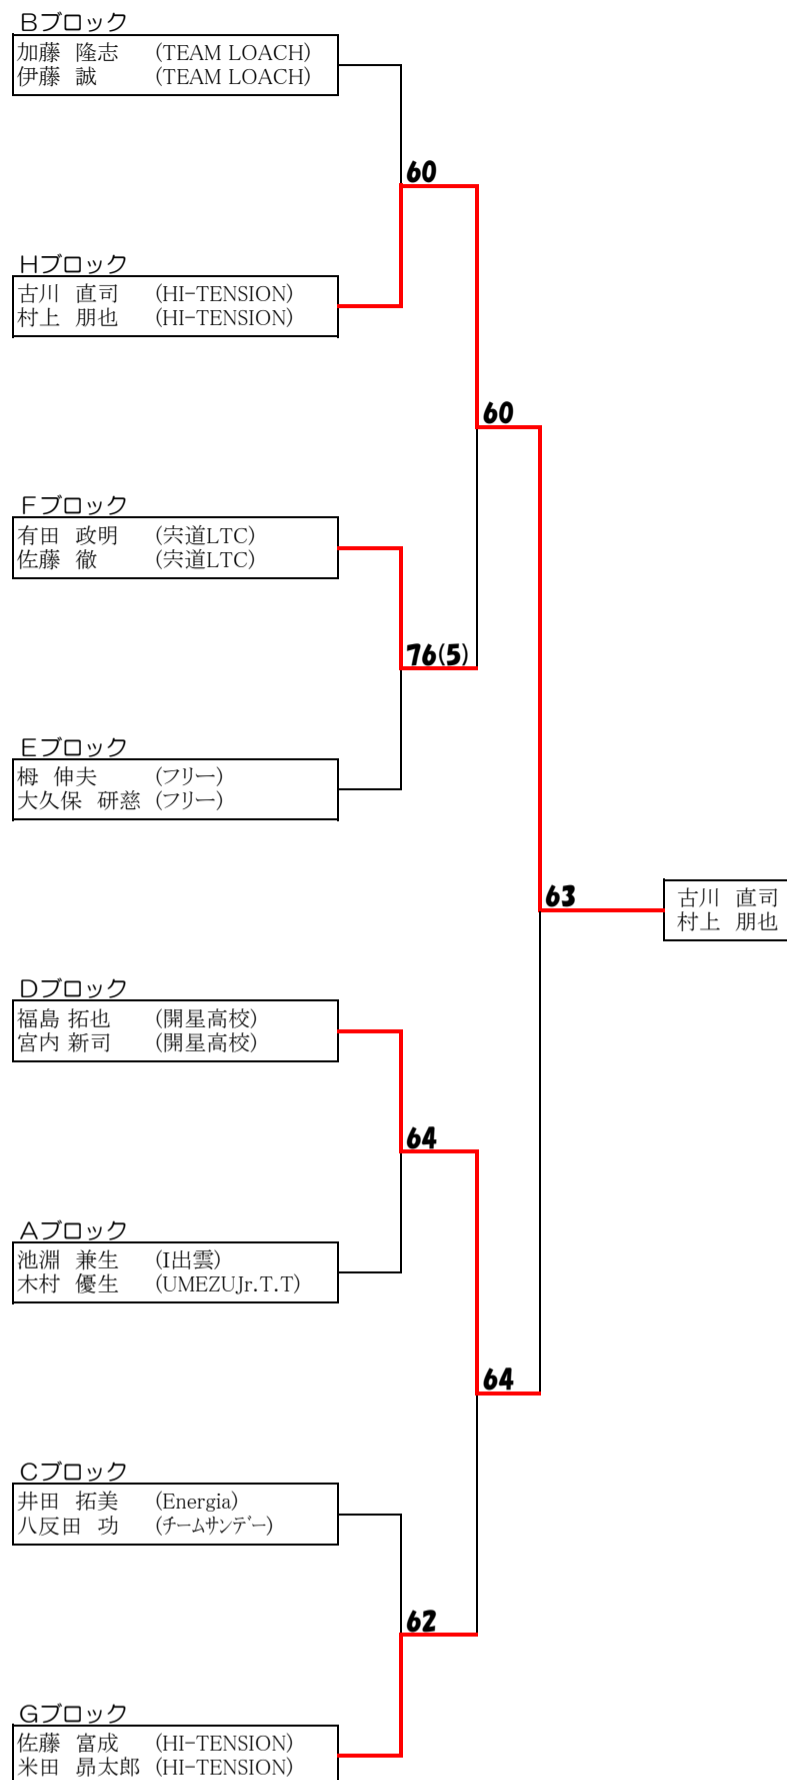 Bブロック
加藤 隆志 (TEAM LOACH)
伊藤 誠 (TEAM LOACH)
60
Hブロック
古川 直司 (HI-TENSION)
村上 朋也 (HI-TENSION)
60
Fブロック
有田 政明 (宍道LTC)
佐藤 徹 (宍道LTC)
76(5)
Eブロック
栂 伸夫 (フリー)
大久保 研慈 (フリー)
63
古川 直司
村上 朋也
Dブロック
福島 拓也 (開星高校)
宮内 新司 (開星高校)
64
Aブロック
池淵 兼生 (I出雲)
木村 優生 (UMEZUJr.T.T)
64
Cブロック
井田 拓美 (Energia)
八反田 功 (チームサンデー)
62
Gブロック
佐藤 富成 (HI-TENSION)
米田 昴太郎 (HI-TENSION)